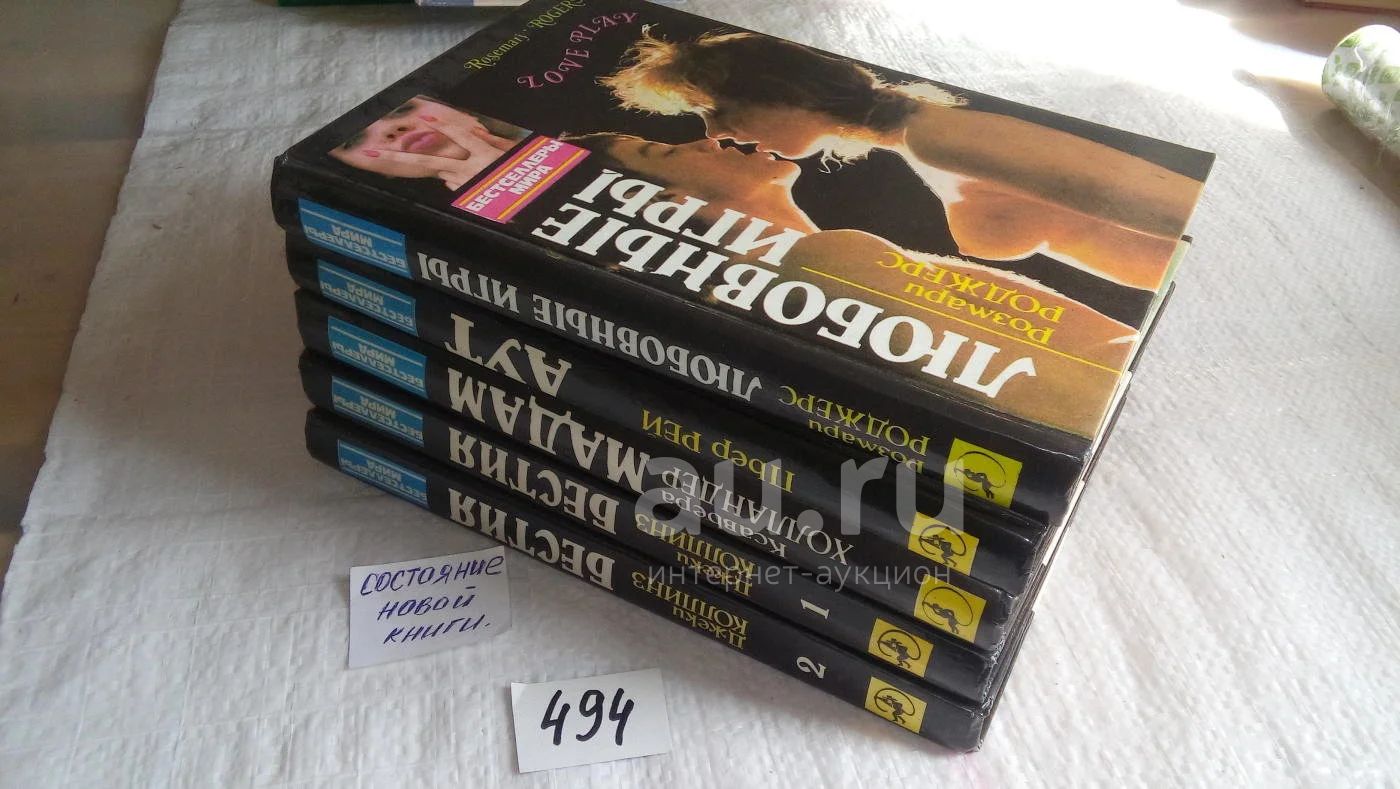 Rosemary ROGERS
LOVE PLAY
БЕСТСЕЛЛЕРЫ
МИРА
Розмари
РОДЖЕРС
ЛЮБОВНЫЕ
ИГРЫ
Розмари
РОДЖЕРС
ЛЮБОВНЫЕ ИГРЫ
БЕСТСЕЛЛЕРЫ
МИРА
Пьер РЕЙ
АУТ
БЕСТСЕЛЛЕРЫ
МИРА
Ксавьера
ХОЛЛАНДЕР
МАДАМ
БЕСТСЕЛЛЕРЫ
МИРА
1
Джеки
КОЛЛИНЗ
БЕСТИЯ
БЕСТСЕЛЛЕРЫ
МИРА
2
Джеки
КОЛЛИНЗ
БЕСТИЯ
БЕСТСЕЛЛЕРЫ
МИРА
au.ru
интернет-аукцион
СОСТОЯНИЕ
НОВОЙ
КНИГИ.
494